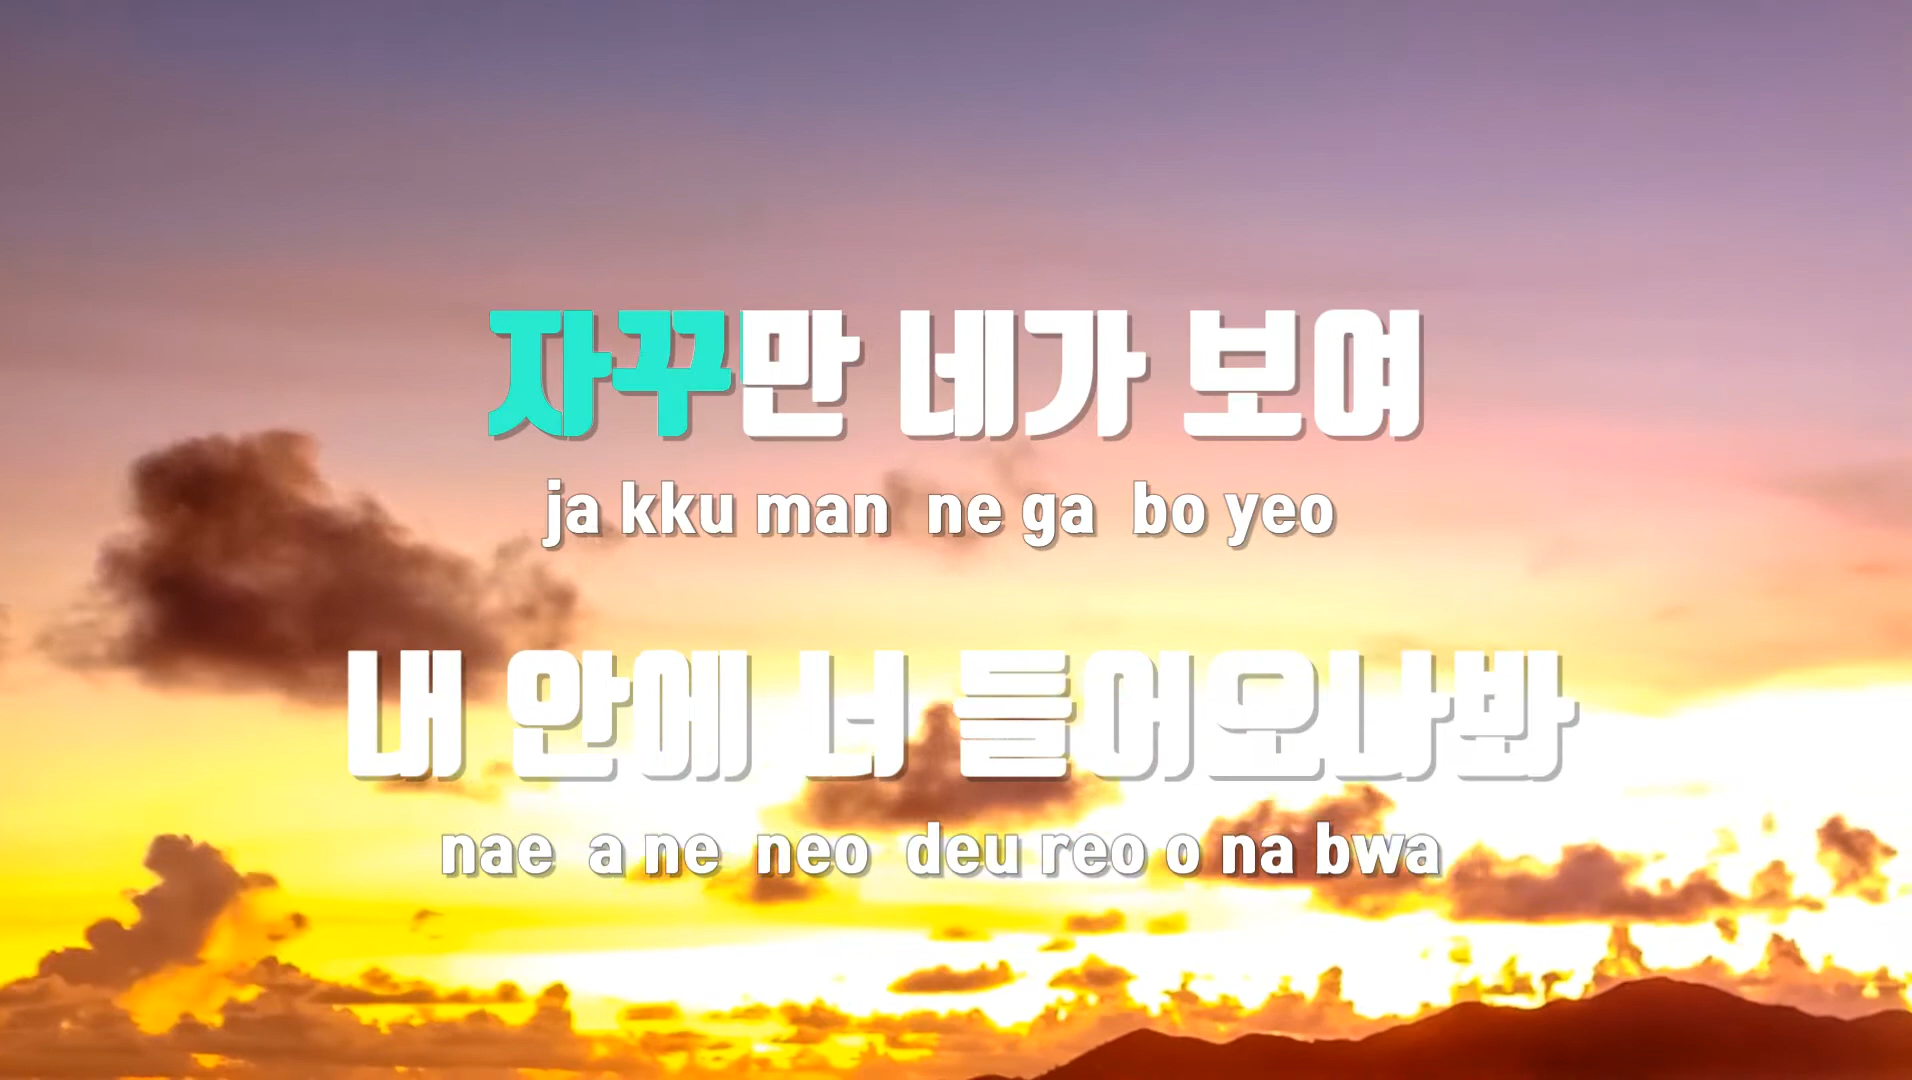 자꾸만 네가 보여
ja kku man ne ga bo yeo
내 안에 너 들어오나봐
nae a ne neo deu reo o na bwa